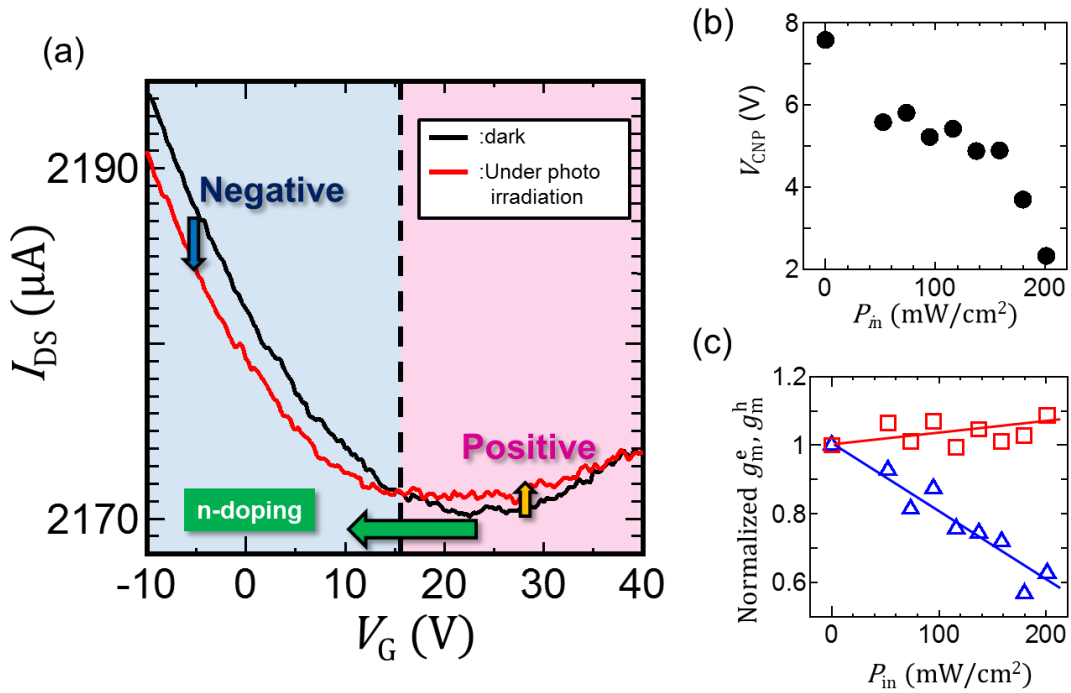 (a)
2190
2170
I_DS (μA)
-10 0 10 20 30 40
V_G (V)
Negative
Positive
n-doping
:dark
:Under photo
irradiation
(b)
8
6
4
2
V_CNP (V)
0 100 200
P_in (mW/cm²)
(c)
1.2
1
0.8
0.6
Normalized g_m^e, g_m^h
0 100 200
P_in (mW/cm²)